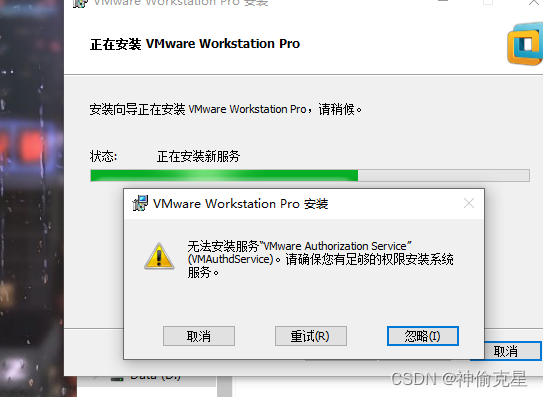 VMware Workstation Pro 安装
正在安装 VMware Workstation Pro
安装向导正在安装 VMware Workstation Pro，请稍候。
状态: 正在安装新服务
VMware Workstation Pro 安装
无法安装服务“VMware Authorization Service”
(VMAuthdService)。请确保您有足够的权限安装系统
服务。
取消 重试(R) 忽略(I)
取消
Data (D:)
CSDN @神偷克星